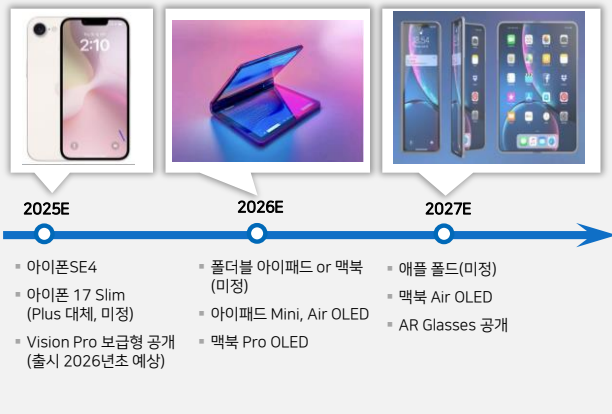 2:10
2025E
2026E
2027E
▪ 아이폰SE4
▪ 아이폰 17 Slim
(Plus 대체, 미정)
▪ Vision Pro 보급형 공개
(출시 2026년초 예상)
▪ 폴더블 아이패드 or 맥북
(미정)
▪ 아이패드 Mini, Air OLED
▪ 맥북 Pro OLED
▪ 애플 폴드(미정)
▪ 맥북 Air OLED
▪ AR Glasses 공개